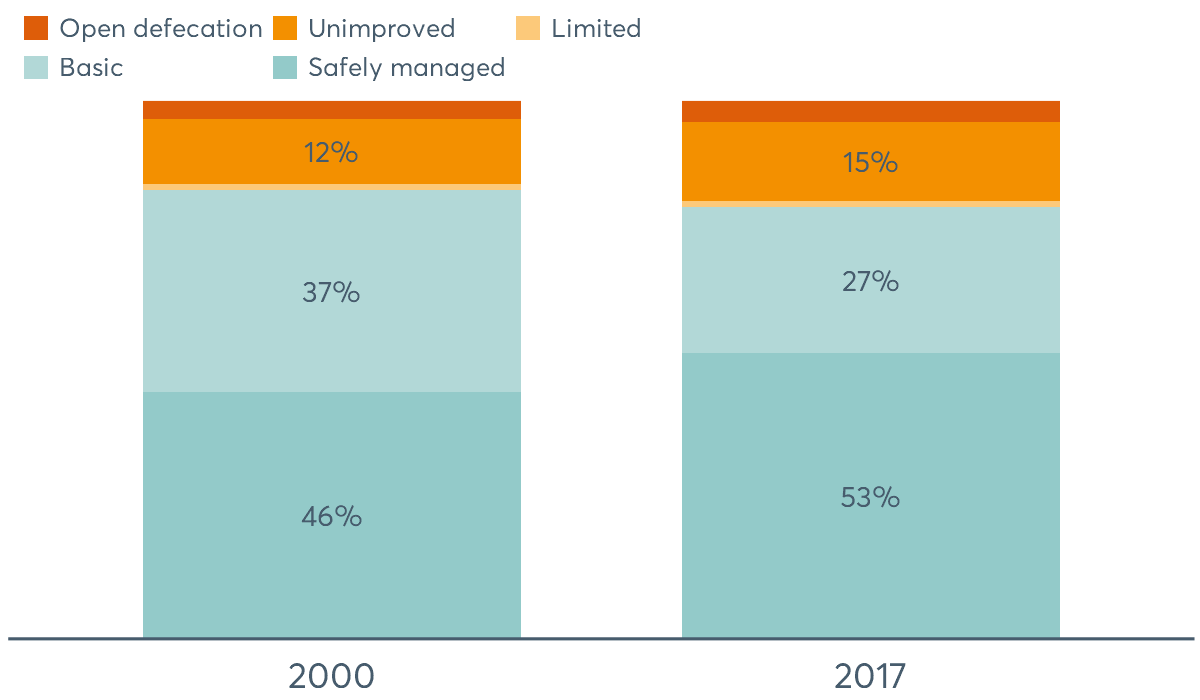 Open defecation Unimproved Limited
Basic Safely managed
12% 15%
37% 27%
46% 53%
2000 2017